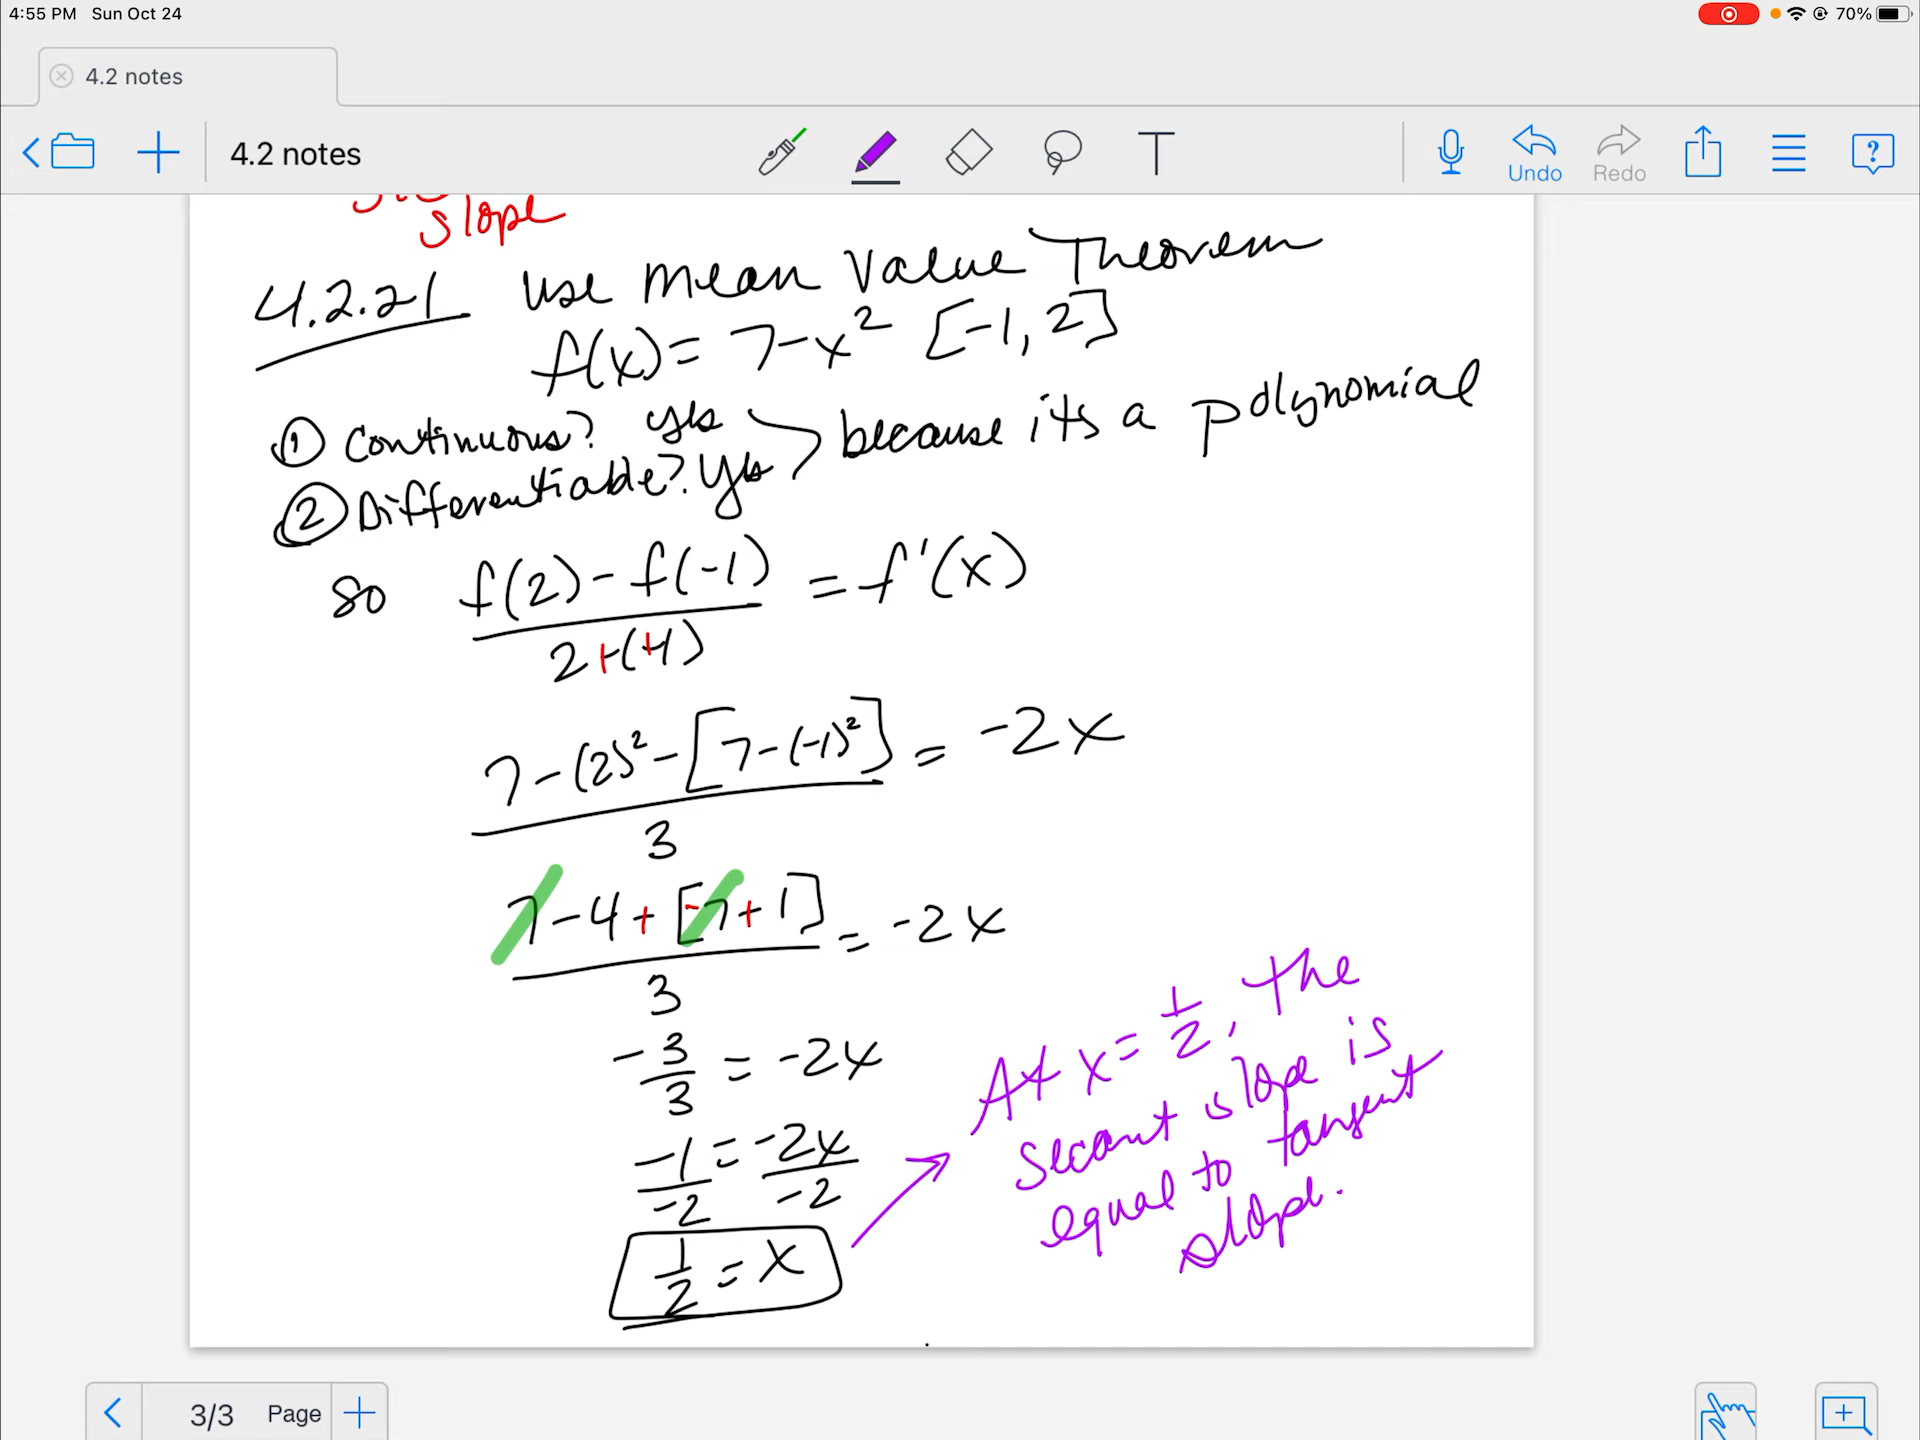 4:55 PM Sun Oct 24
70%
4.2 notes
4.2 notes
T
Undo
Redo
?
slope
4.2.21 Use Mean Value Theorem
f(x) = 7-x² [-1, 2]
① Continuous? yes
because its a polynomial
② Differentiable? Yes
So f(2) - f(-1) = f'(x)
2+(+1)
7-(2)² - [7-(-1)²] = -2x
3
7-4+[-7+1] = -2x
3
-3/3 = -2x
-1/-2 = -2x/-2
1/2 = x
At x = 1/2, the
secant slope is
equal to tangent
slope.
3/3 Page